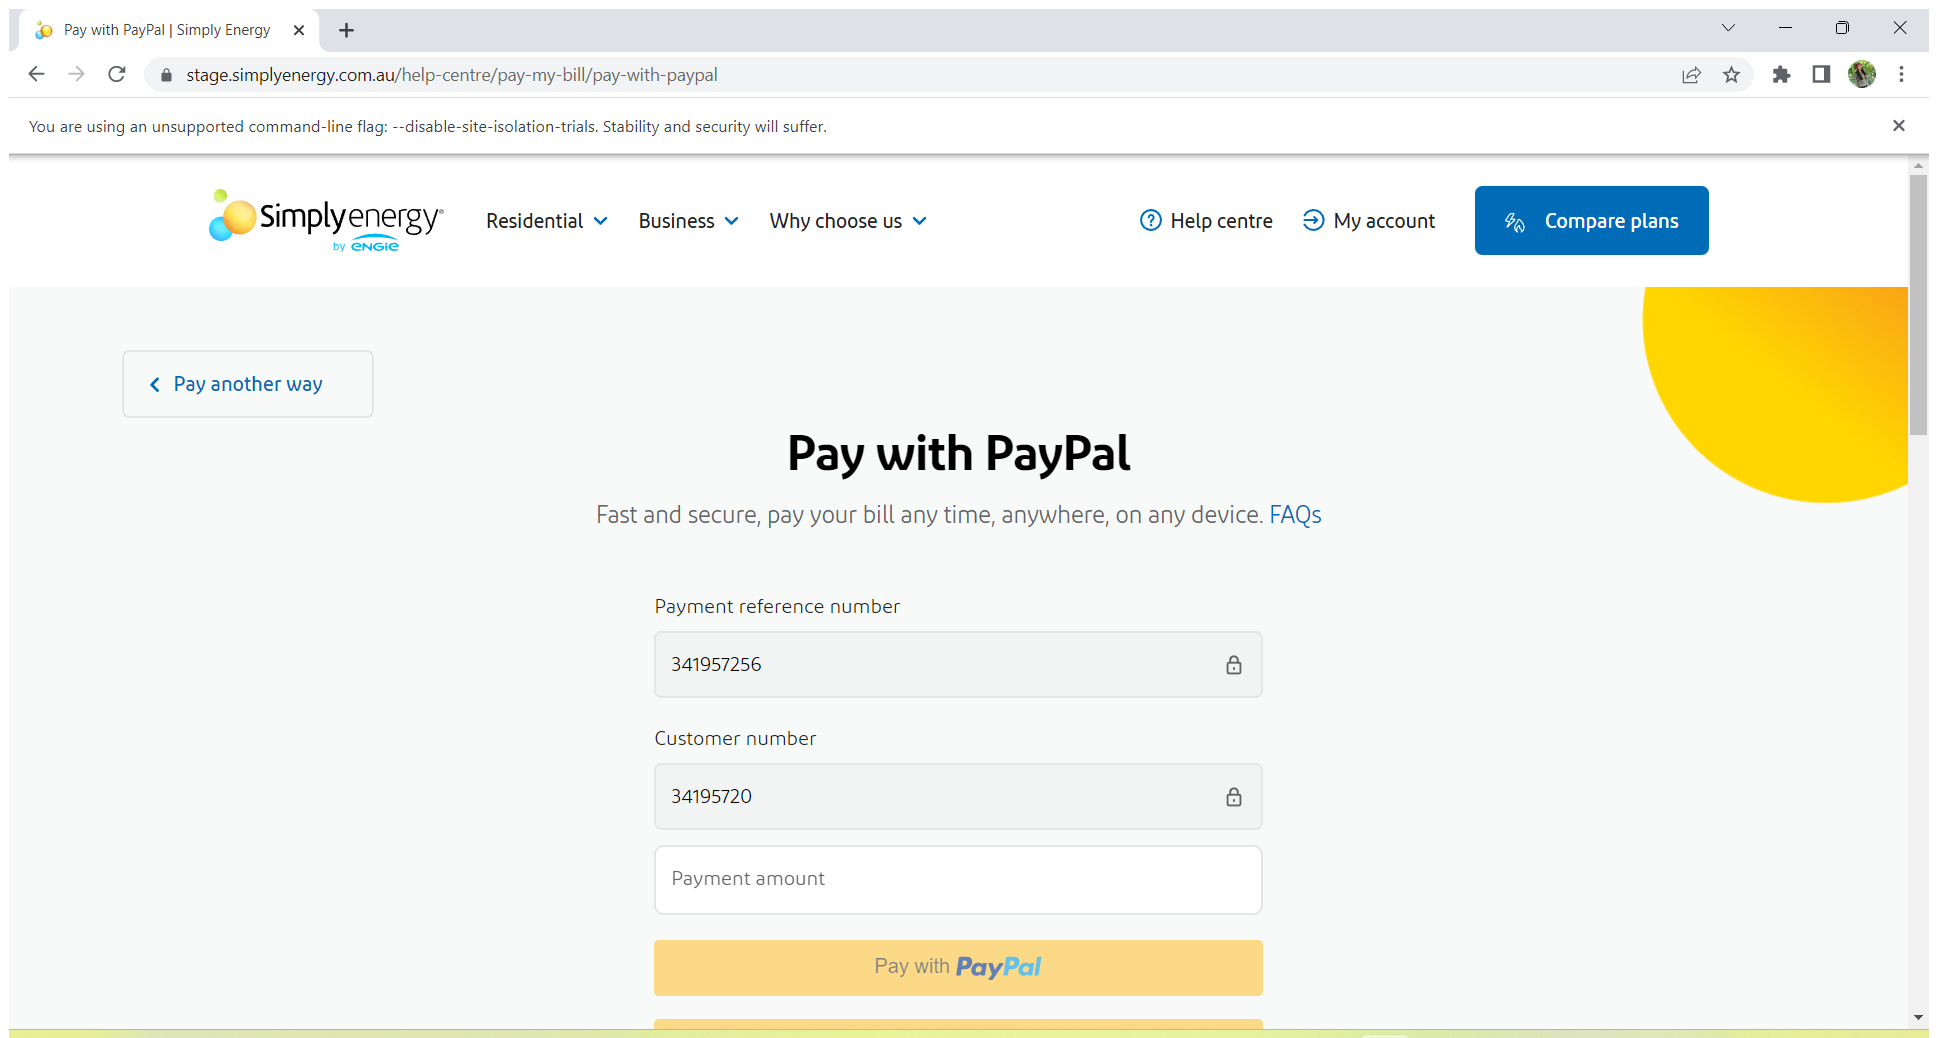 Pay with PayPal | Simply Energy
stage.simplyenergy.com.au/help-centre/pay-my-bill/pay-with-paypal
You are using an unsupported command-line flag: --disable-site-isolation-trials. Stability and security will suffer.
Simplyenergy®
by ENGIE
Residential Business Why choose us Help centre My account Compare plans
Pay another way
Pay with PayPal
Fast and secure, pay your bill any time, anywhere, on any device. FAQs
Payment reference number
341957256
Customer number
34195720
Payment amount
Pay with PayPal